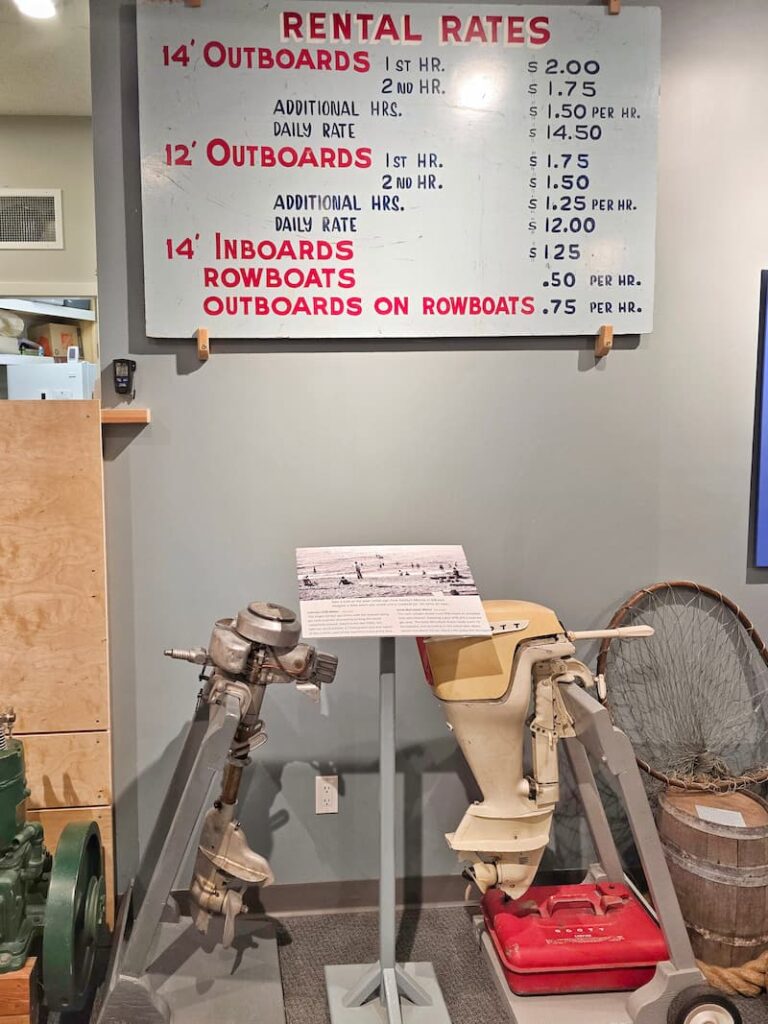 RENTAL RATES
14' OUTBOARDS 1ST HR. $ 2.00
2ND HR. $ 1.75
ADDITIONAL HRS. $ 1.50 PER HR.
DAILY RATE $ 14.50
12' OUTBOARDS 1ST HR. $ 1.75
2ND HR. $ 1.50
ADDITIONAL HRS. $ 1.25 PER HR.
DAILY RATE $ 12.00
14' INBOARDS $ 125
ROWBOATS .50 PER HR.
OUTBOARDS ON ROWBOATS .75 PER HR.
SCOTT